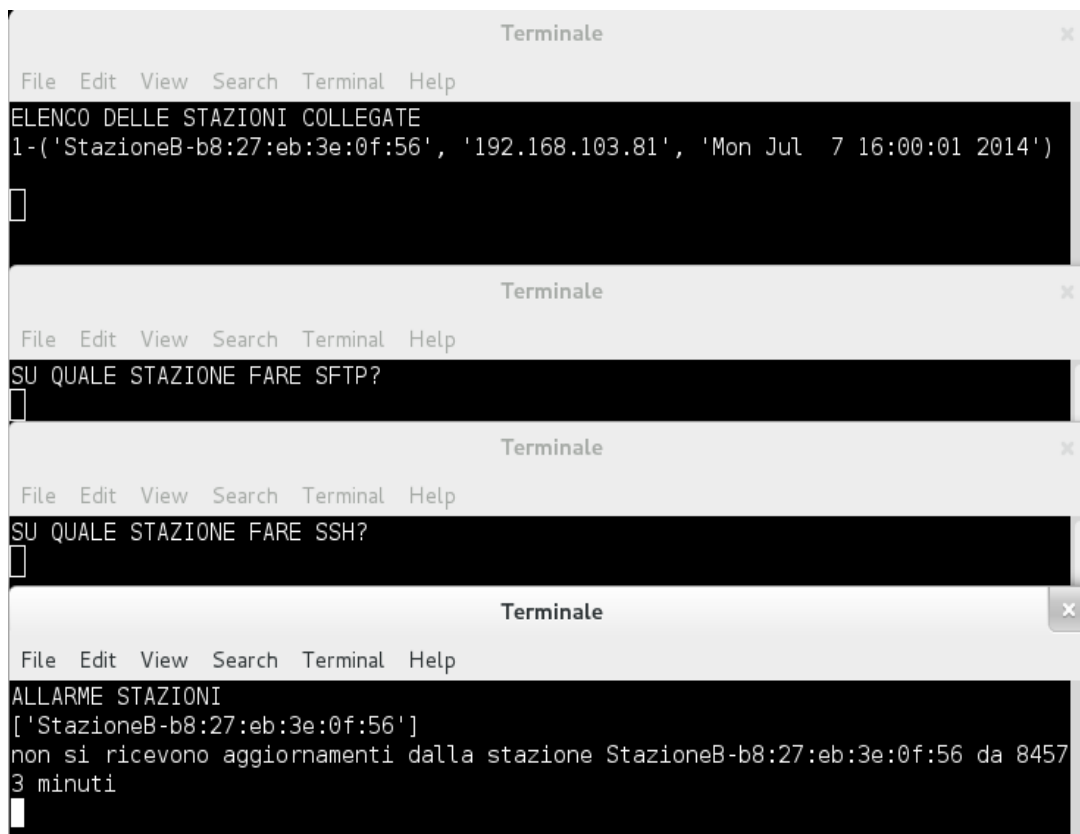 Terminale
File Edit View Search Terminal Help
ELENCO DELLE STAZIONI COLLEGATE
1-('StazioneB-b8:27:eb:3e:0f:56', '192.168.103.81', 'Mon Jul  7 16:00:01 2014')
Terminale
File Edit View Search Terminal Help
SU QUALE STAZIONE FARE SFTP?
Terminale
File Edit View Search Terminal Help
SU QUALE STAZIONE FARE SSH?
Terminale
File Edit View Search Terminal Help
ALLARME STAZIONI
['StazioneB-b8:27:eb:3e:0f:56']
non si ricevono aggiornamenti dalla stazione StazioneB-b8:27:eb:3e:0f:56 da 8457
3 minuti